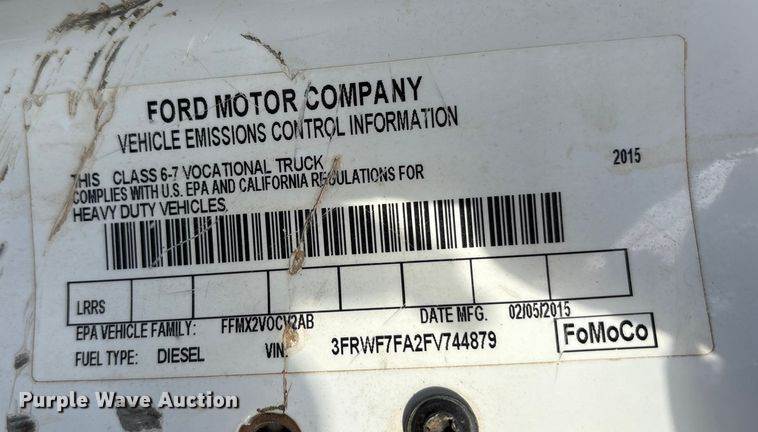 FORD MOTOR COMPANY
VEHICLE EMISSIONS CONTROL INFORMATION
THIS CLASS 6-7 VOCATIONAL TRUCK 2015
COMPLIES WITH U.S. EPA AND CALIFORNIA REGULATIONS FOR
HEAVY DUTY VEHICLES.
LRRS
EPA VEHICLE FAMILY: FFMX2VOCV2AB DATE MFG. 02/05/2015
FUEL TYPE: DIESEL VIN: 3FRWF7FA2FV744879 FoMoCo
Purple Wave Auction